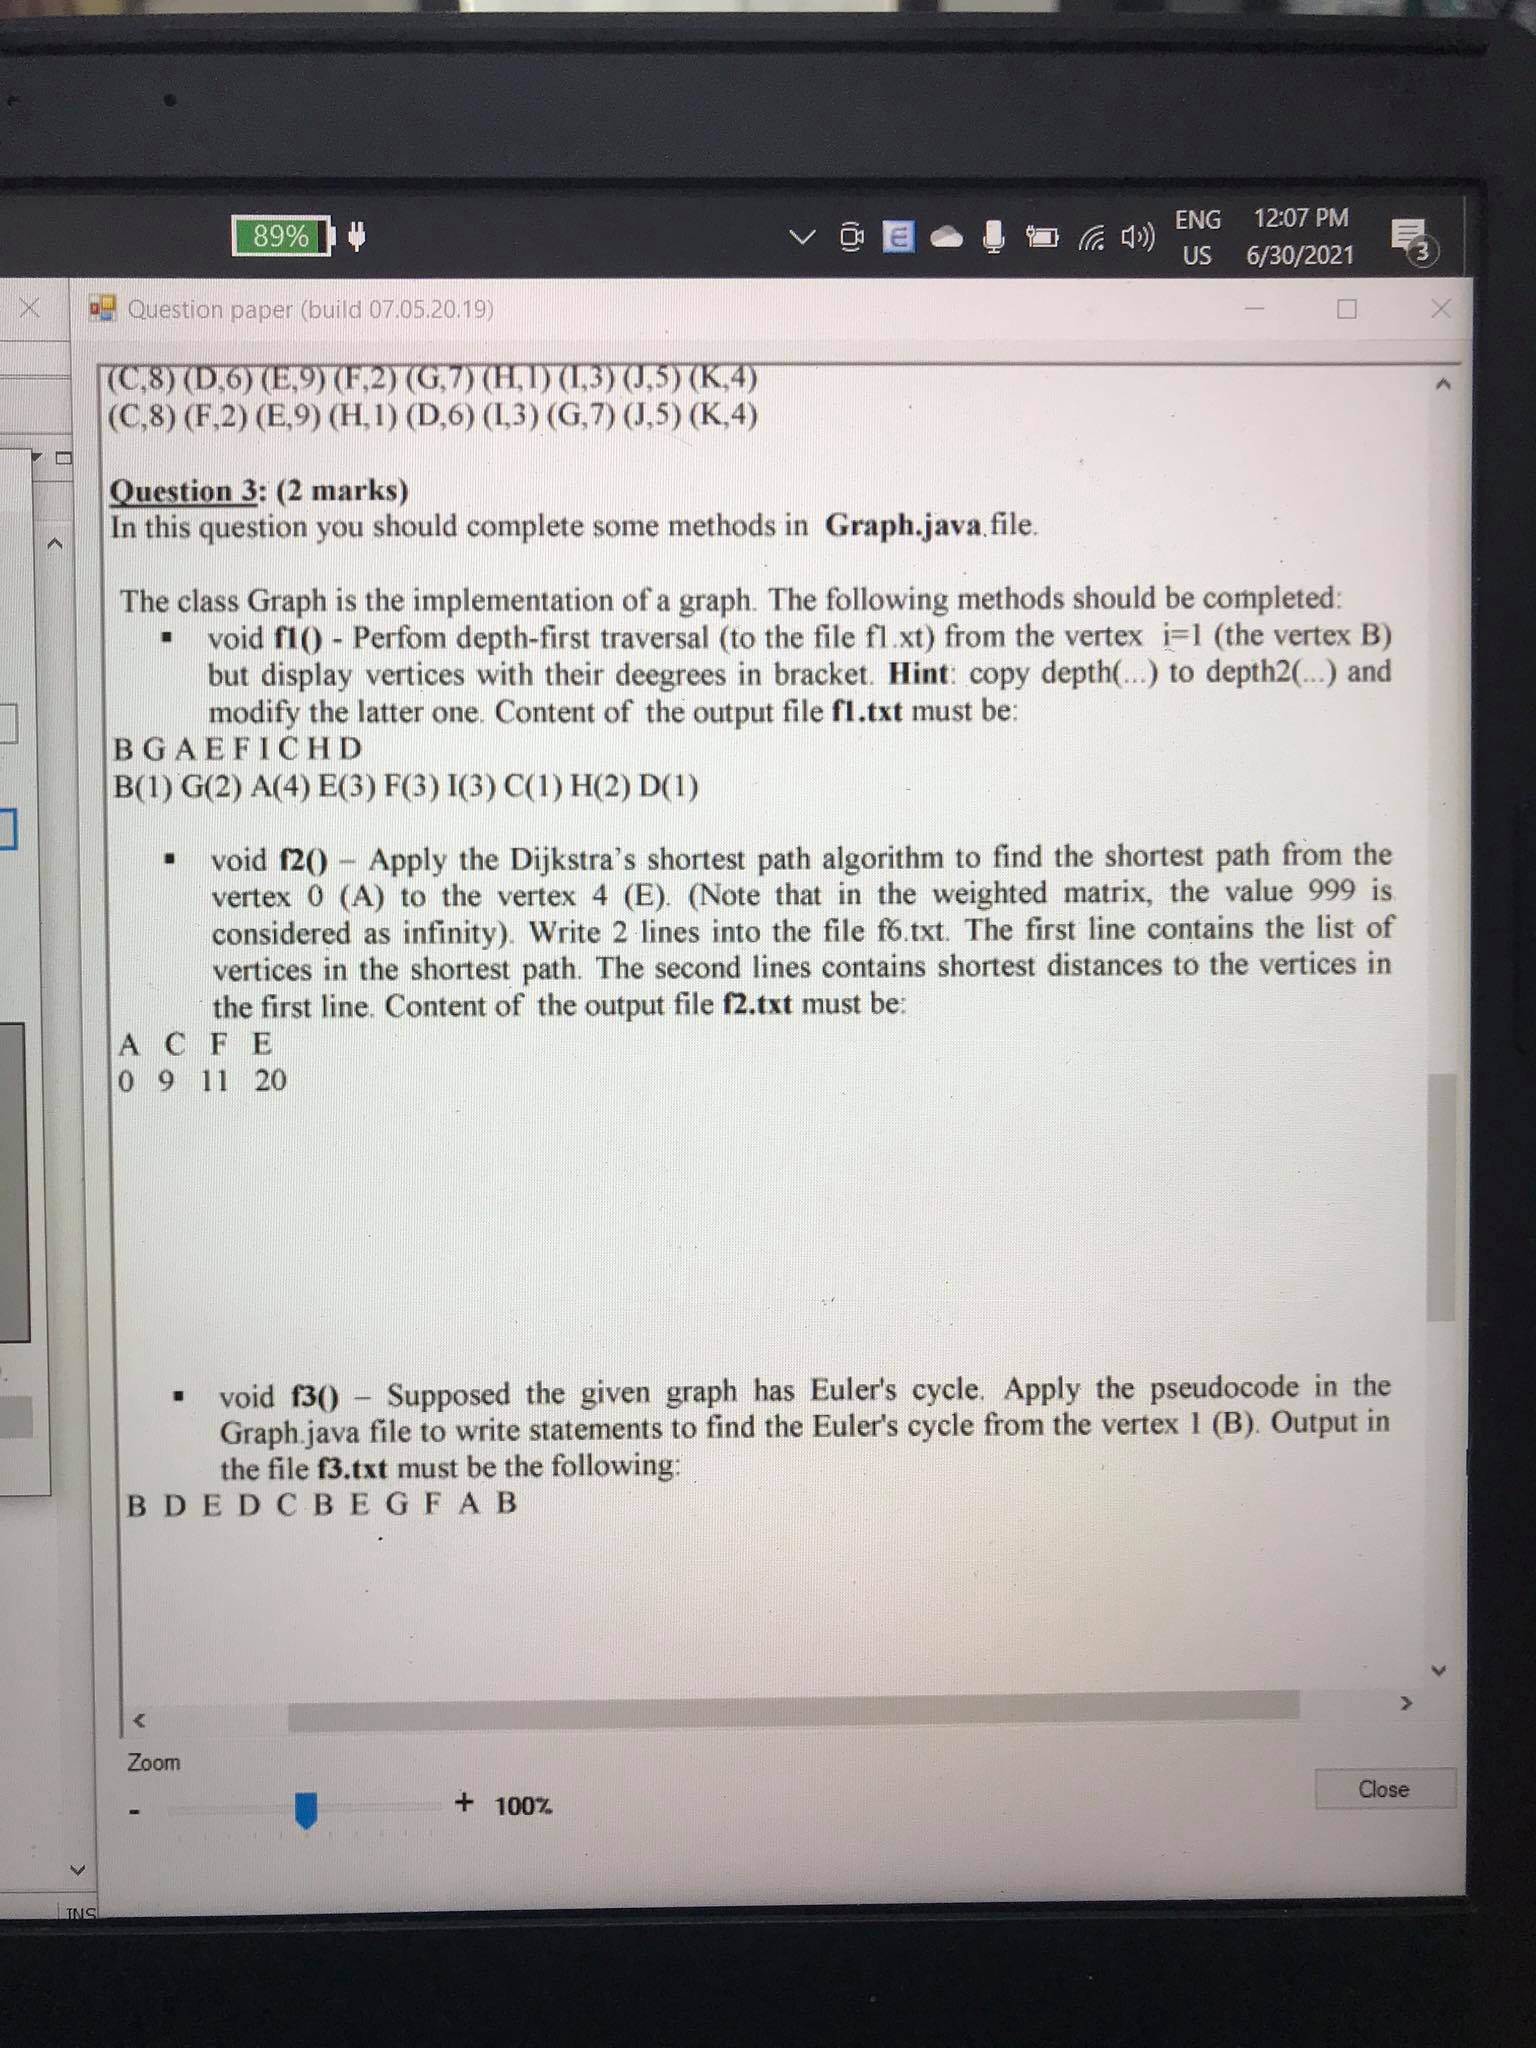 89%
ENG 12:07 PM
US 6/30/2021
3
Question paper (build 07.05.20.19)
(C,8) (D,6) (E,9) (F,2) (G,7) (H,1) (I,3) (J,5) (K,4)
(C,8) (F,2) (E,9) (H,1) (D,6) (I,3) (G,7) (J,5) (K,4)
Question 3: (2 marks)
In this question you should complete some methods in Graph.java file.
The class Graph is the implementation of a graph. The following methods should be completed:
▪ void f1() - Perfom depth-first traversal (to the file f1.xt) from the vertex i=1 (the vertex B)
but display vertices with their deegrees in bracket. Hint: copy depth(...) to depth2(...) and
modify the latter one. Content of the output file f1.txt must be:
B G A E F I C H D
B(1) G(2) A(4) E(3) F(3) I(3) C(1) H(2) D(1)
▪ void f2() – Apply the Dijkstra's shortest path algorithm to find the shortest path from the
vertex 0 (A) to the vertex 4 (E). (Note that in the weighted matrix, the value 999 is
considered as infinity). Write 2 lines into the file f6.txt. The first line contains the list of
vertices in the shortest path. The second lines contains shortest distances to the vertices in
the first line. Content of the output file f2.txt must be:
A C F E
0 9 11 20
▪ void f3() – Supposed the given graph has Euler's cycle. Apply the pseudocode in the
Graph.java file to write statements to find the Euler's cycle from the vertex 1 (B). Output in
the file f3.txt must be the following:
B D E D C B E G F A B
Zoom
- + 100%
Close
INS